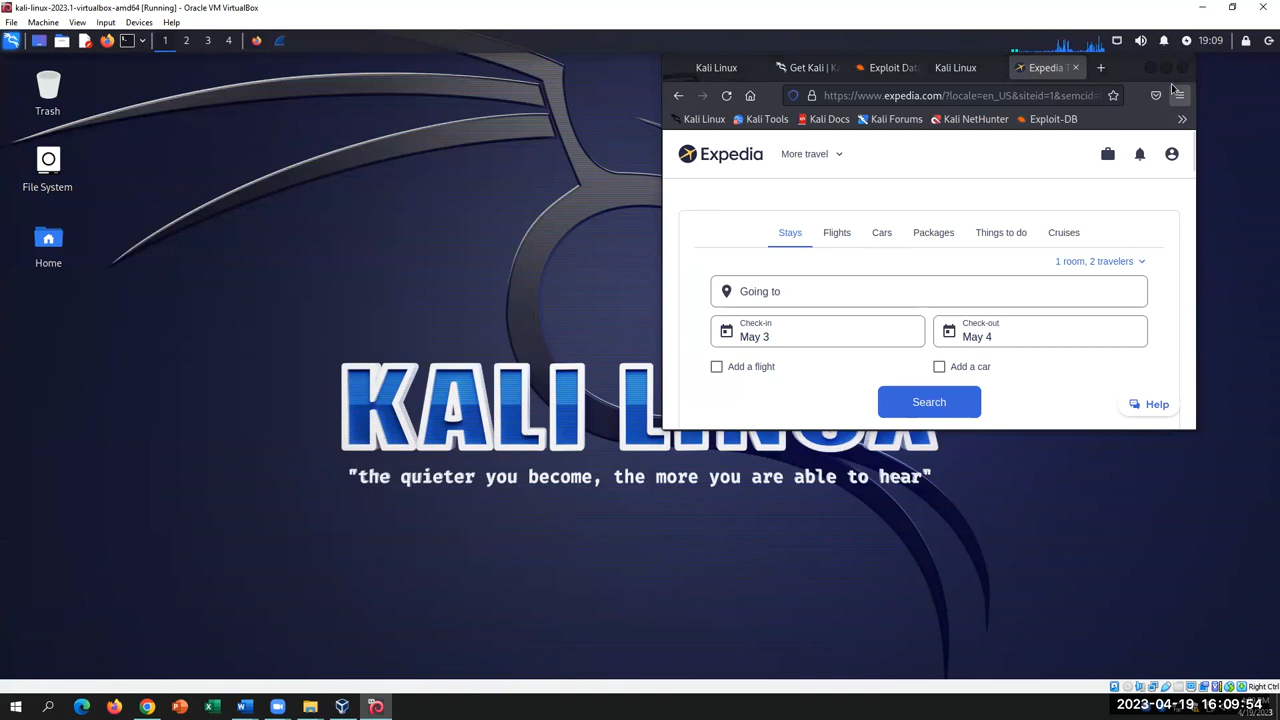 kali-linux-2023.1-virtualbox-amd64 [Running] - Oracle VM VirtualBox
File Machine View Input Devices Help
1 2 3 4
19:09
Trash
File System
Home
Kali Linux Get Kali | Ka Exploit Dat Kali Linux Expedia T
https://www.expedia.com/?locale=en_US&siteid=1&semcid=
Kali Linux Kali Tools Kali Docs Kali Forums Kali NetHunter Exploit-DB
Expedia More travel
Stays Flights Cars Packages Things to do Cruises
1 room, 2 travelers
Going to
Check-in
May 3
Check-out
May 4
Add a flight
Add a car
Search
Help
KALI LINUX
"the quieter you become, the more you are able to hear"
Right Ctrl
2023-04-19 16:09:54
4/19/2023